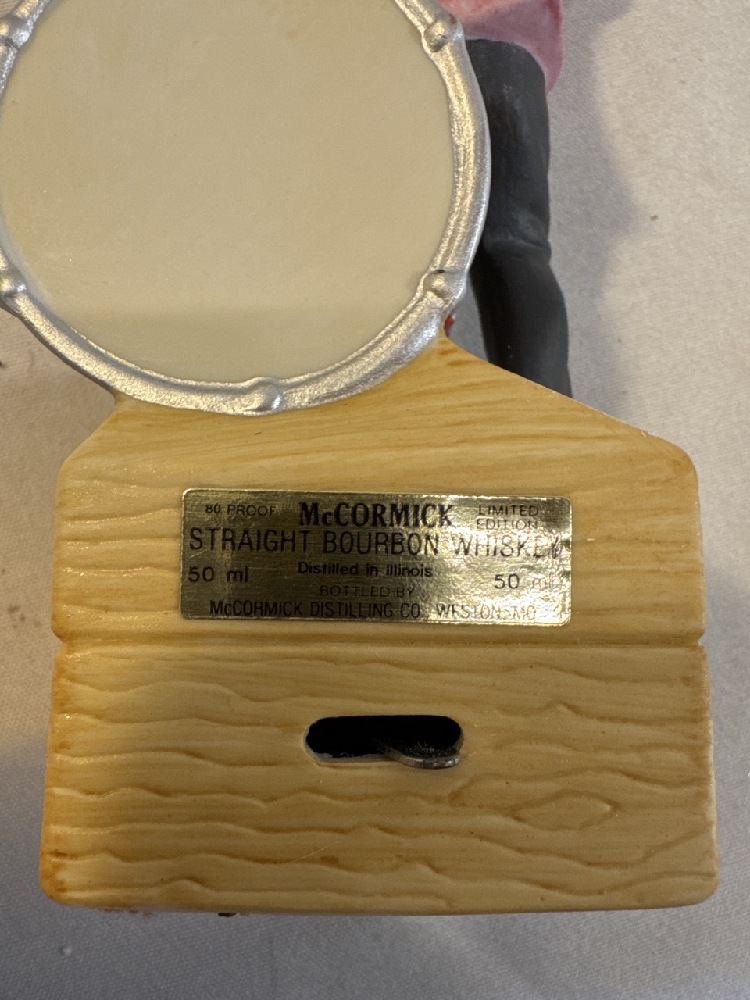 80 PROOF McCORMICK LIMITED EDITION
STRAIGHT BOURBON WHISKEY
50 ml Distilled in Illinois 50 ml
BOTTLED BY
McCORMICK DISTILLING CO. WESTON, MO